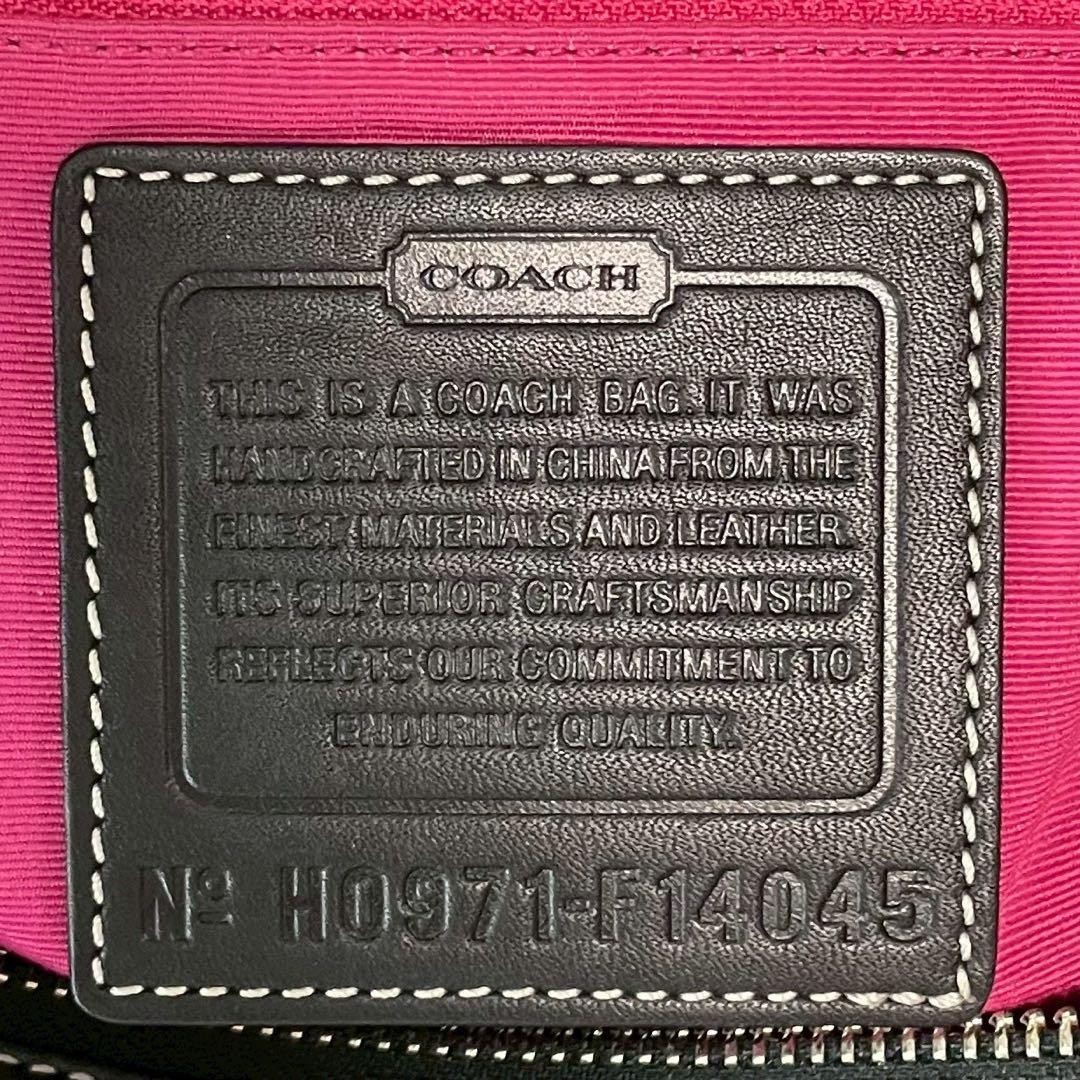 COACH
THIS IS A COACH BAG. IT WAS
HANDCRAFTED IN CHINA FROM THE
FINEST MATERIALS AND LEATHER.
ITS SUPERIOR CRAFTSMANSHIP
REFLECTS OUR COMMITMENT TO
ENDURING QUALITY.
Nº H0971-F14045